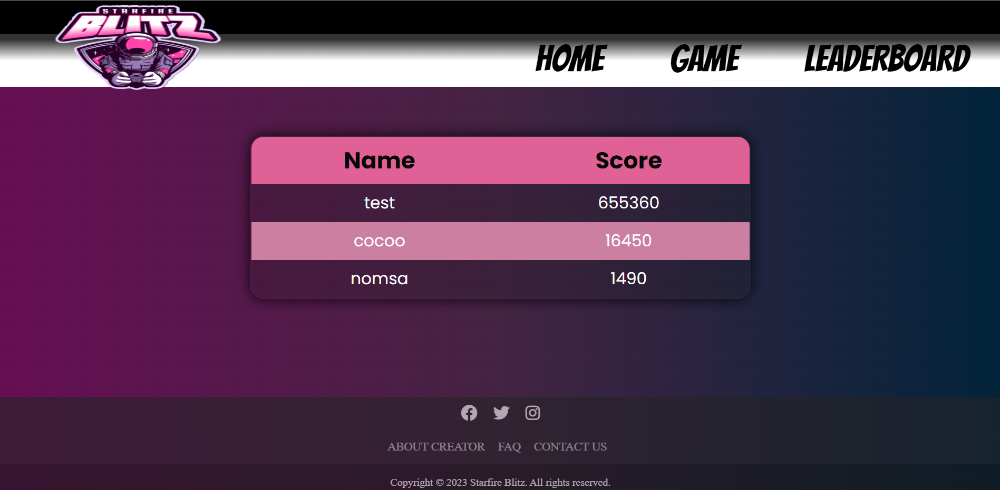 STARFIRE
BLITZ
HOME GAME LEADERBOARD
Name Score
test 655360
cocoo 16450
nomsa 1490
ABOUT CREATOR FAQ CONTACT US
Copyright © 2023 Starfire Blitz. All rights reserved.